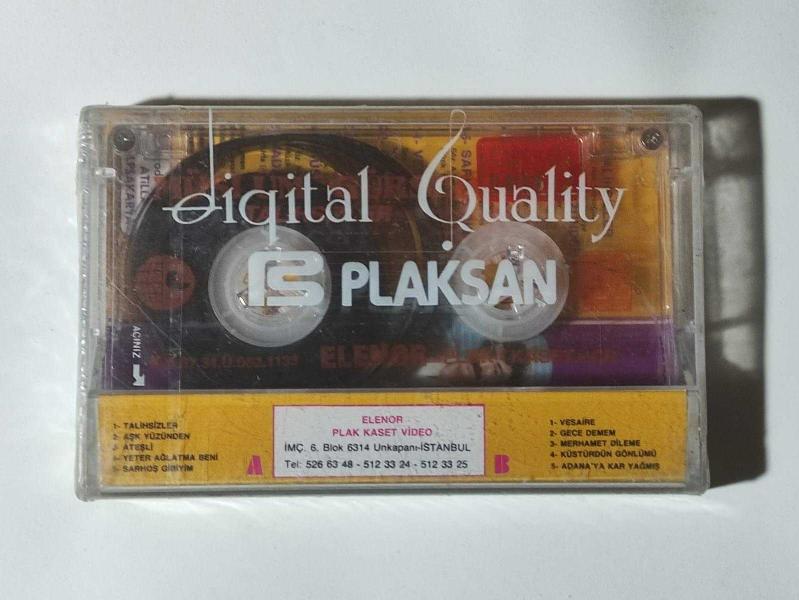 Digital Quality
PLAKSAN
AÇINIZ
ELENOR
1- TALİHSİZLER
2- AŞK YÜZÜNDEN
3- ATEŞLİ
4- YETER AĞLATMA BENİ
5- SARHOŞ GİBİYİM
A
ELENOR
PLAK KASET VİDEO
İMÇ. 6. Blok 6314 Unkapanı-İSTANBUL
Tel: 526 63 48 - 512 33 24 - 512 33 25
B
1- VESAİRE
2- GECE DEMEM
3- MERHAMET DİLEME
4- KÜSTÜRDÜN GÖNLÜMÜ
5- ADANA'YA KAR YAĞMIŞ